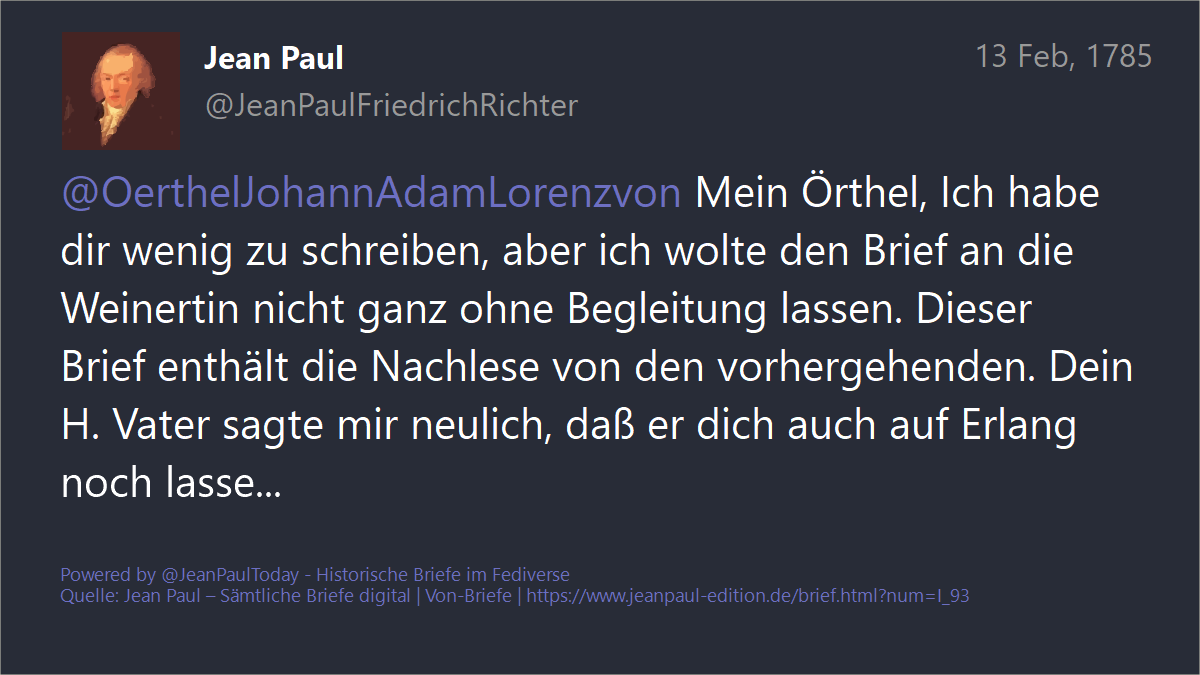 Jean Paul
13 Feb, 1785
@JeanPaulFriedrichRichter
@OerthelJohannAdamLorenzvon Mein Örthel, Ich habe
dir wenig zu schreiben, aber ich wolte den Brief an die
Weinertin nicht ganz ohne Begleitung lassen. Dieser
Brief enthält die Nachlese von den vorhergehenden. Dein
H. Vater sagte mir neulich, daß er dich auch auf Erlang
noch lasse...
Powered by @JeanPaulToday - Historische Briefe im Fediverse
Quelle: Jean Paul – Sämtliche Briefe digital | Von-Briefe | https://www.jeanpaul-edition.de/brief.html?num=I_93